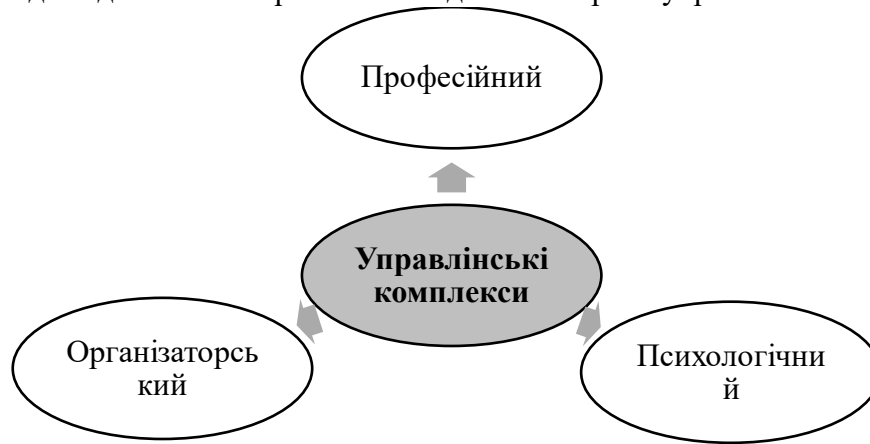 Професійний
Управлінські
комплекси
Організаторсь
кий
Психологічни
й